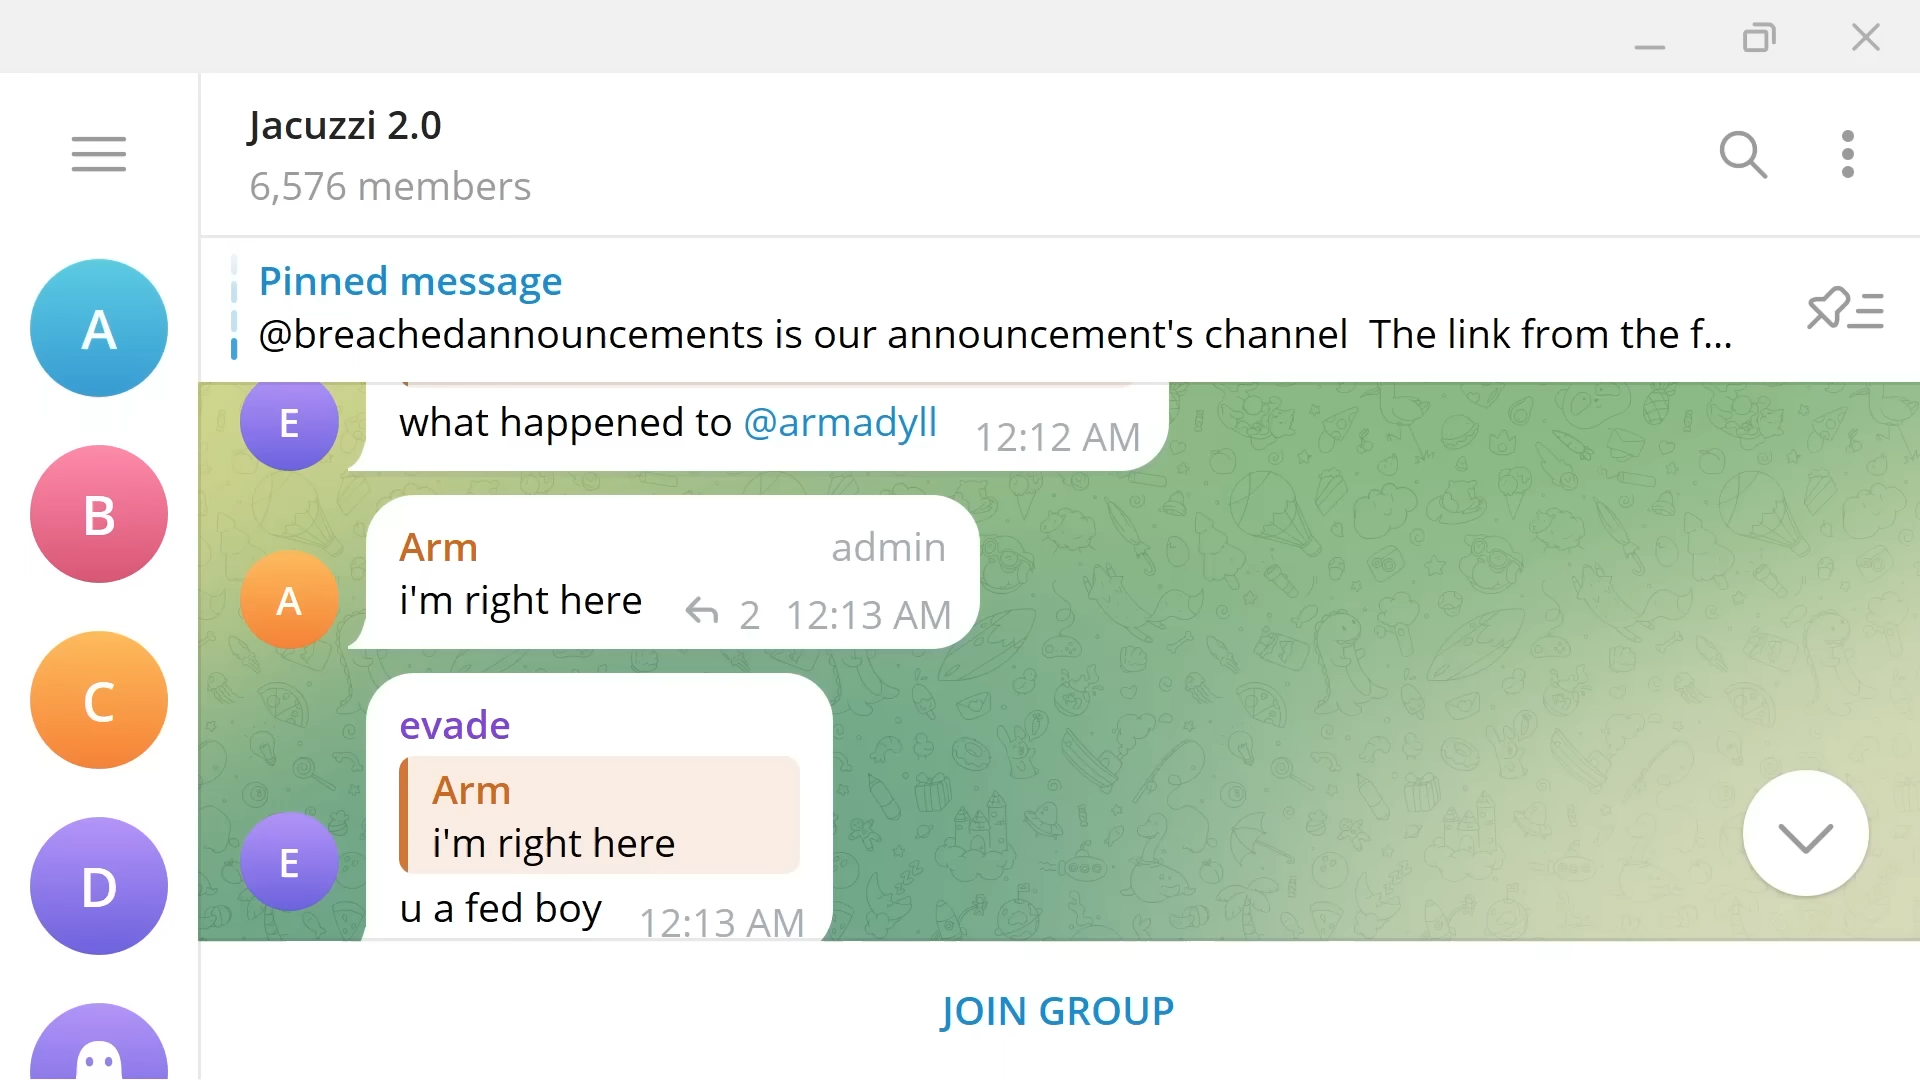 Jacuzzi 2.0
6,576 members
Pinned message
@breachedannouncements is our announcement's channel  The link from the f...
A
B
C
D
E
what happened to @armadyll 12:12 AM
Arm admin
A
i'm right here 2 12:13 AM
evade
Arm
i'm right here
E
u a fed boy 12:13 AM
JOIN GROUP